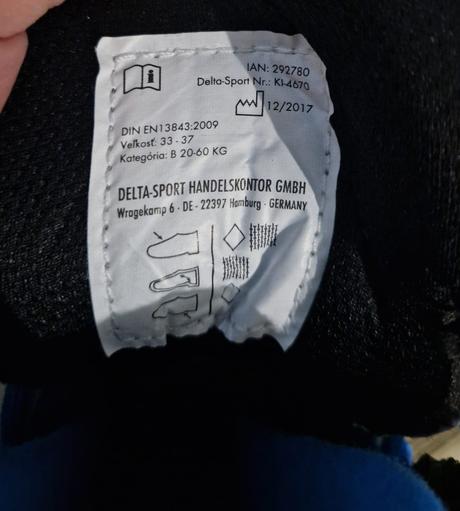 IAN: 292780
Delta-Sport Nr.: KI-4670
12/2017
DIN EN13843:2009
Veľkosť: 33 - 37
Kategória: B 20-60 KG
DELTA-SPORT HANDELSKONTOR GMBH
Wragekamp 6 · DE - 22397 Hamburg · GERMANY